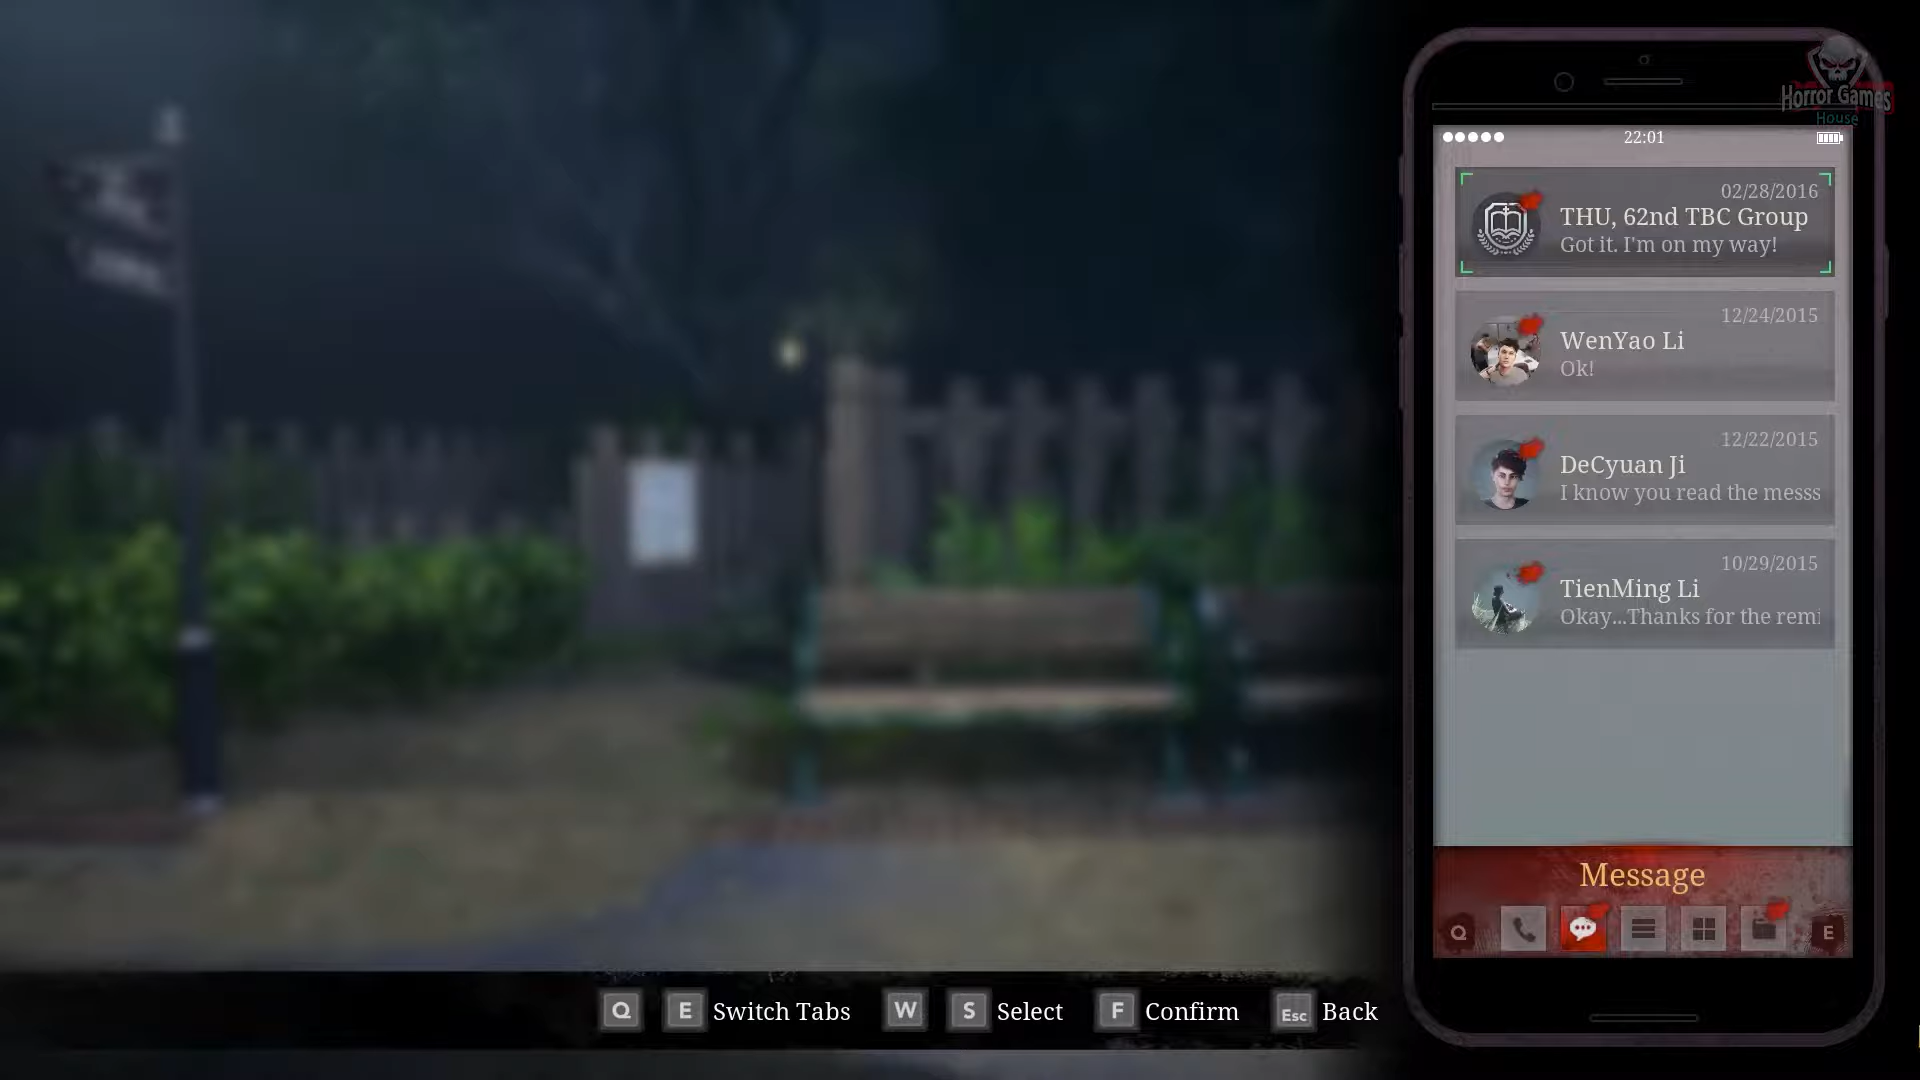 Horror Games
House
22:01
02/28/2016
THU, 62nd TBC Group
Got it. I'm on my way!
12/24/2015
WenYao Li
Ok!
12/22/2015
DeCyuan Ji
I know you read the messs
10/29/2015
TienMing Li
Okay...Thanks for the remi
Message
Q
E
Q E Switch Tabs W S Select F Confirm Esc Back